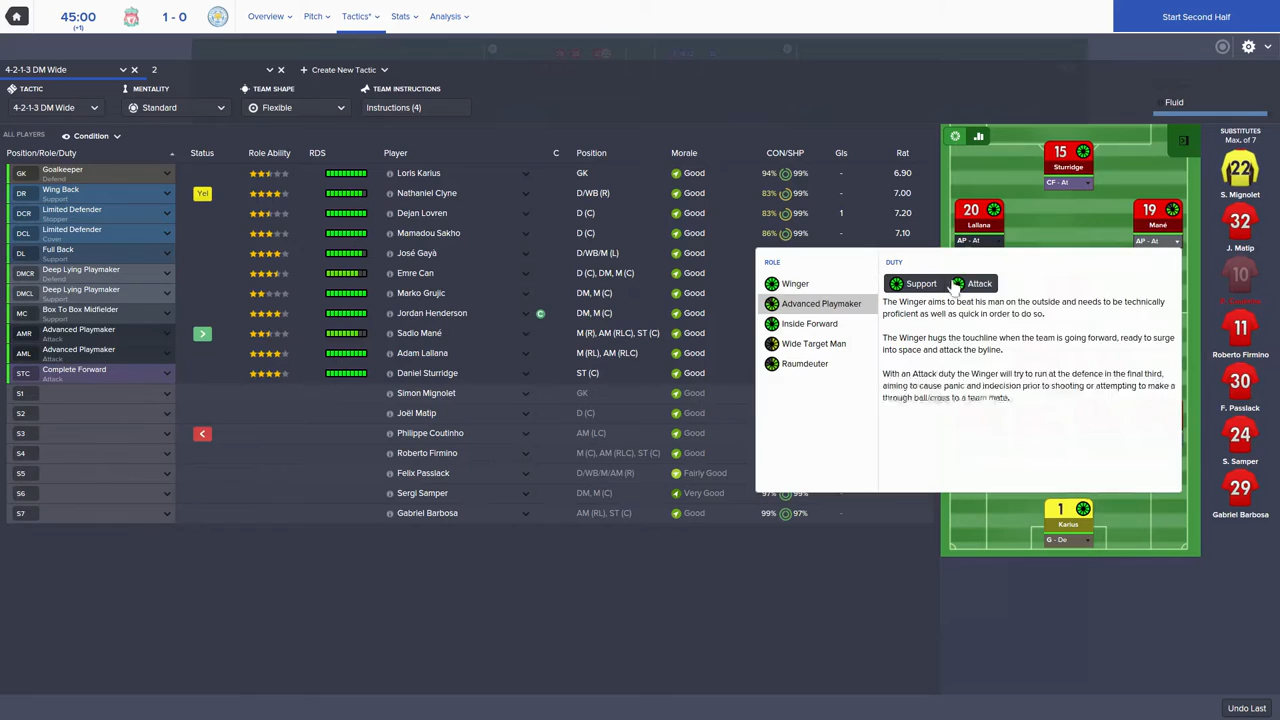 45:00
(+1)
1 - 0
Overview
Pitch
Tactics*
Stats
Analysis
Start Second Half
4-2-1-3 DM Wide
2
Create New Tactic
TACTIC
MENTALITY
TEAM SHAPE
TEAM INSTRUCTIONS
4-2-1-3 DM Wide
Standard
Flexible
Instructions (4)
Fluid
ALL PLAYERS
Condition
Position/Role/Duty
Status
Role Ability
RDS
Player
C
Position
Morale
CON/SHP
Gls
Rat
GK Goalkeeper Defend Loris Karius GK Good 94% 99% - 6.90
DR Wing Back Support Yel Nathaniel Clyne D/WB (R) Good 83% 99% - 7.00
DCR Limited Defender Stopper Dejan Lovren D (C) Good 83% 99% 1 7.20
DCL Limited Defender Cover Mamadou Sakho D (C) Good 86% 99% - 7.10
DL Full Back Support José Gayà D/WB/M (L) Good
DMCR Deep Lying Playmaker Support Emre Can D (C), DM, M (C) Good
DMCL Deep Lying Playmaker Support Marko Grujic DM, M (C) Good
MC Box To Box Midfielder Support Jordan Henderson C DM, M (C) Good
AMR Advanced Playmaker Attack Sadio Mané M (R), AM (RL), ST (C) Good
AML Advanced Playmaker Attack Adam Lallana M (RL), AM (RLC) Good
STC Complete Forward Attack Daniel Sturridge ST (C) Good
S1 Simon Mignolet GK Good
S2 Joël Matip D (C) Good
S3 Philippe Coutinho AM (LC) Good
S4 Roberto Firmino M (C), AM (RLC), ST (C) Good
S5 Felix Passlack D/WB/M/AM (R) Fairly Good
S6 Sergi Samper DM, M (C) Very Good 97% 99% -
S7 Gabriel Barbosa AM (RL), ST (C) Good 99% 97% -
15
Sturridge
CF - At
20
Lallana
AP - At
19
Mané
AP - At
1
Karius
G - De
ROLE
Winger
Advanced Playmaker
Inside Forward
Wide Target Man
Raumdeuter
DUTY
Support
Attack
The Winger aims to beat his man on the outside and needs to be technically
proficient as well as quick in order to do so.
The Winger hugs the touchline when the team is going forward, ready to surge
into space and attack the byline.
With an Attack duty the Winger will try to run at the defence in the final third,
aiming to cause panic and indecision prior to shooting or attempting to make a
through ball/cross to a team mate.
SUBSTITUTES
Max. of 7
22
S. Mignolet
32
J. Matip
10
11
Roberto Firmino
30
F. Passlack
24
S. Samper
29
Gabriel Barbosa
Undo Last